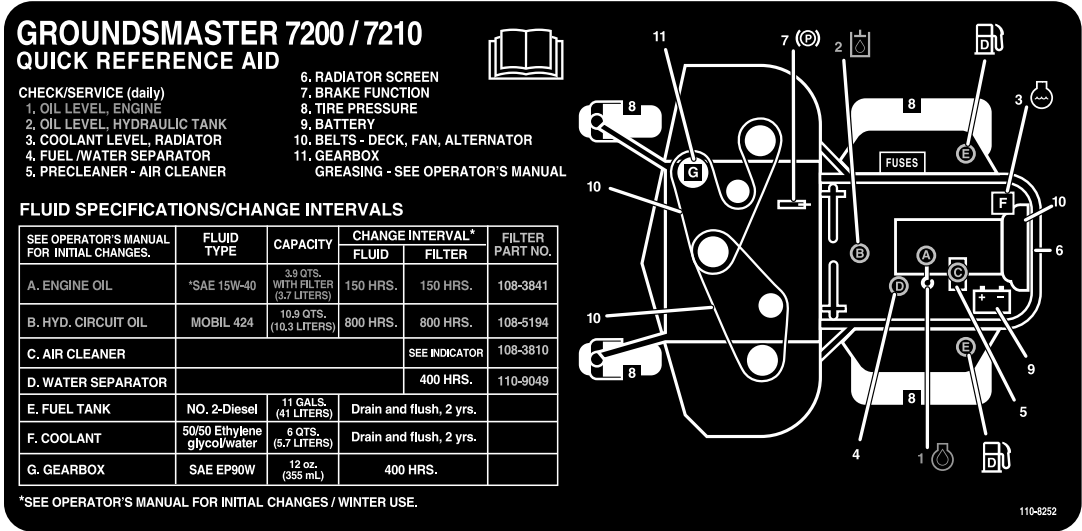 GROUNDSMASTER 7200 / 7210
QUICK REFERENCE AID
CHECK/SERVICE (daily)
1. OIL LEVEL, ENGINE
2. OIL LEVEL, HYDRAULIC TANK
3. COOLANT LEVEL, RADIATOR
4. FUEL /WATER SEPARATOR
5. PRECLEANER - AIR CLEANER
6. RADIATOR SCREEN
7. BRAKE FUNCTION
8. TIRE PRESSURE
9. BATTERY
10. BELTS - DECK, FAN, ALTERNATOR
11. GEARBOX
GREASING - SEE OPERATOR'S MANUAL
FLUID SPECIFICATIONS/CHANGE INTERVALS
SEE OPERATOR'S MANUAL
FOR INITIAL CHANGES.
FLUID
TYPE
CAPACITY
CHANGE INTERVAL*
FLUID
FILTER
FILTER
PART NO.
A. ENGINE OIL
*SAE 15W-40
3.9 QTS.
WITH FILTER
(3.7 LITERS)
150 HRS.
150 HRS.
108-3841
B. HYD. CIRCUIT OIL
MOBIL 424
10.9 QTS.
(10.3 LITERS)
800 HRS.
800 HRS.
108-5194
C. AIR CLEANER
SEE INDICATOR
108-3810
D. WATER SEPARATOR
400 HRS.
110-9049
E. FUEL TANK
NO. 2-Diesel
11 GALS.
(41 LITERS)
Drain and flush, 2 yrs.
F. COOLANT
50/50 Ethylene
glycol/water
6 QTS.
(5.7 LITERS)
Drain and flush, 2 yrs.
G. GEARBOX
SAE EP90W
12 oz.
(355 mL)
400 HRS.
*SEE OPERATOR'S MANUAL FOR INITIAL CHANGES / WINTER USE.
11
7
P
2
D
3
8
8
E
FUSES
G
F
10
10
6
B
A
C
D
+ -
10
E
9
8
8
5
4
1
D
110-8252